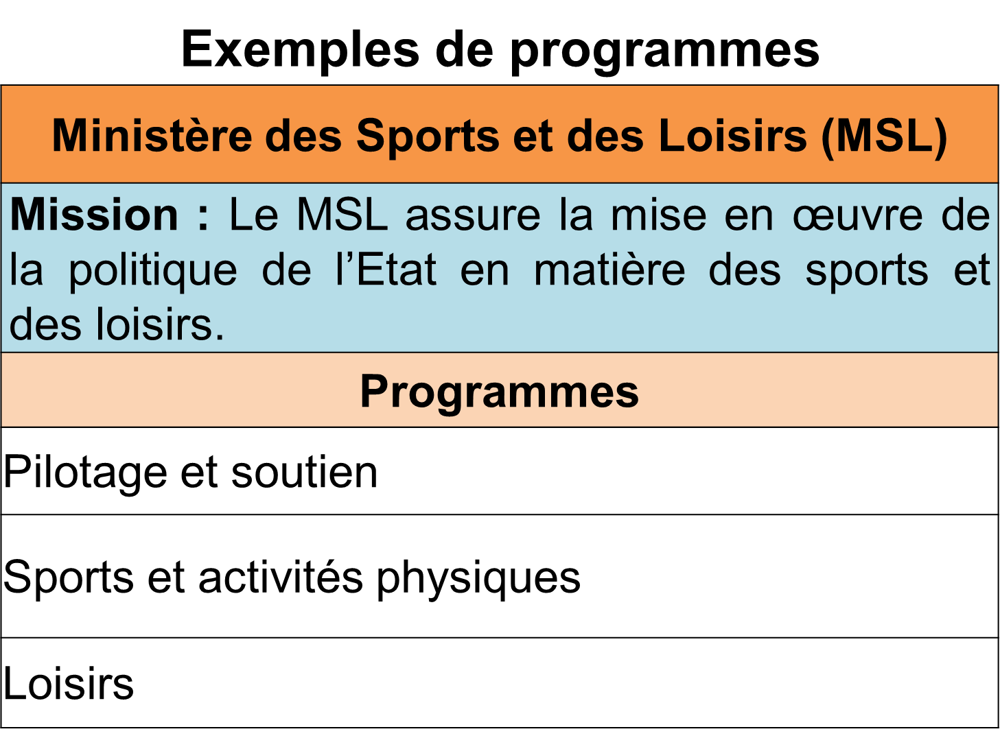 Exemples de programmes
Ministère des Sports et des Loisirs (MSL)
Mission : Le MSL assure la mise en œuvre de
la politique de l’Etat en matière des sports et
des loisirs.
Programmes
Pilotage et soutien
Sports et activités physiques
Loisirs